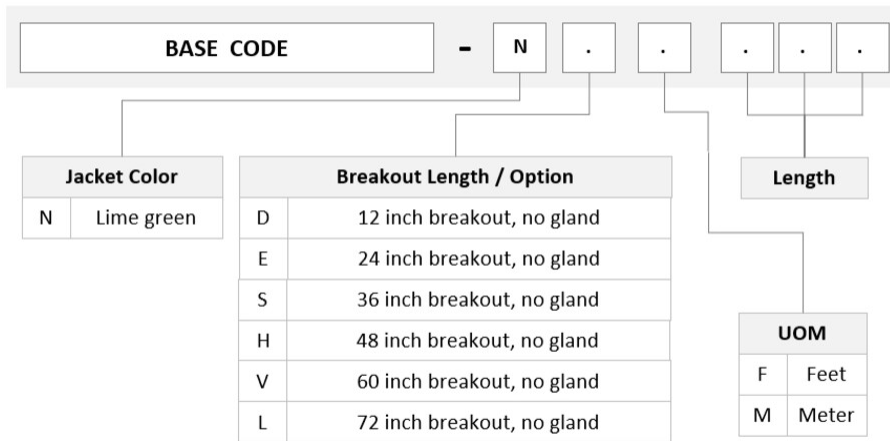 BASE CODE - N . . . . .
Jacket Color
N Lime green
Breakout Length / Option
D 12 inch breakout, no gland
E 24 inch breakout, no gland
S 36 inch breakout, no gland
H 48 inch breakout, no gland
V 60 inch breakout, no gland
L 72 inch breakout, no gland
Length
UOM
F Feet
M Meter